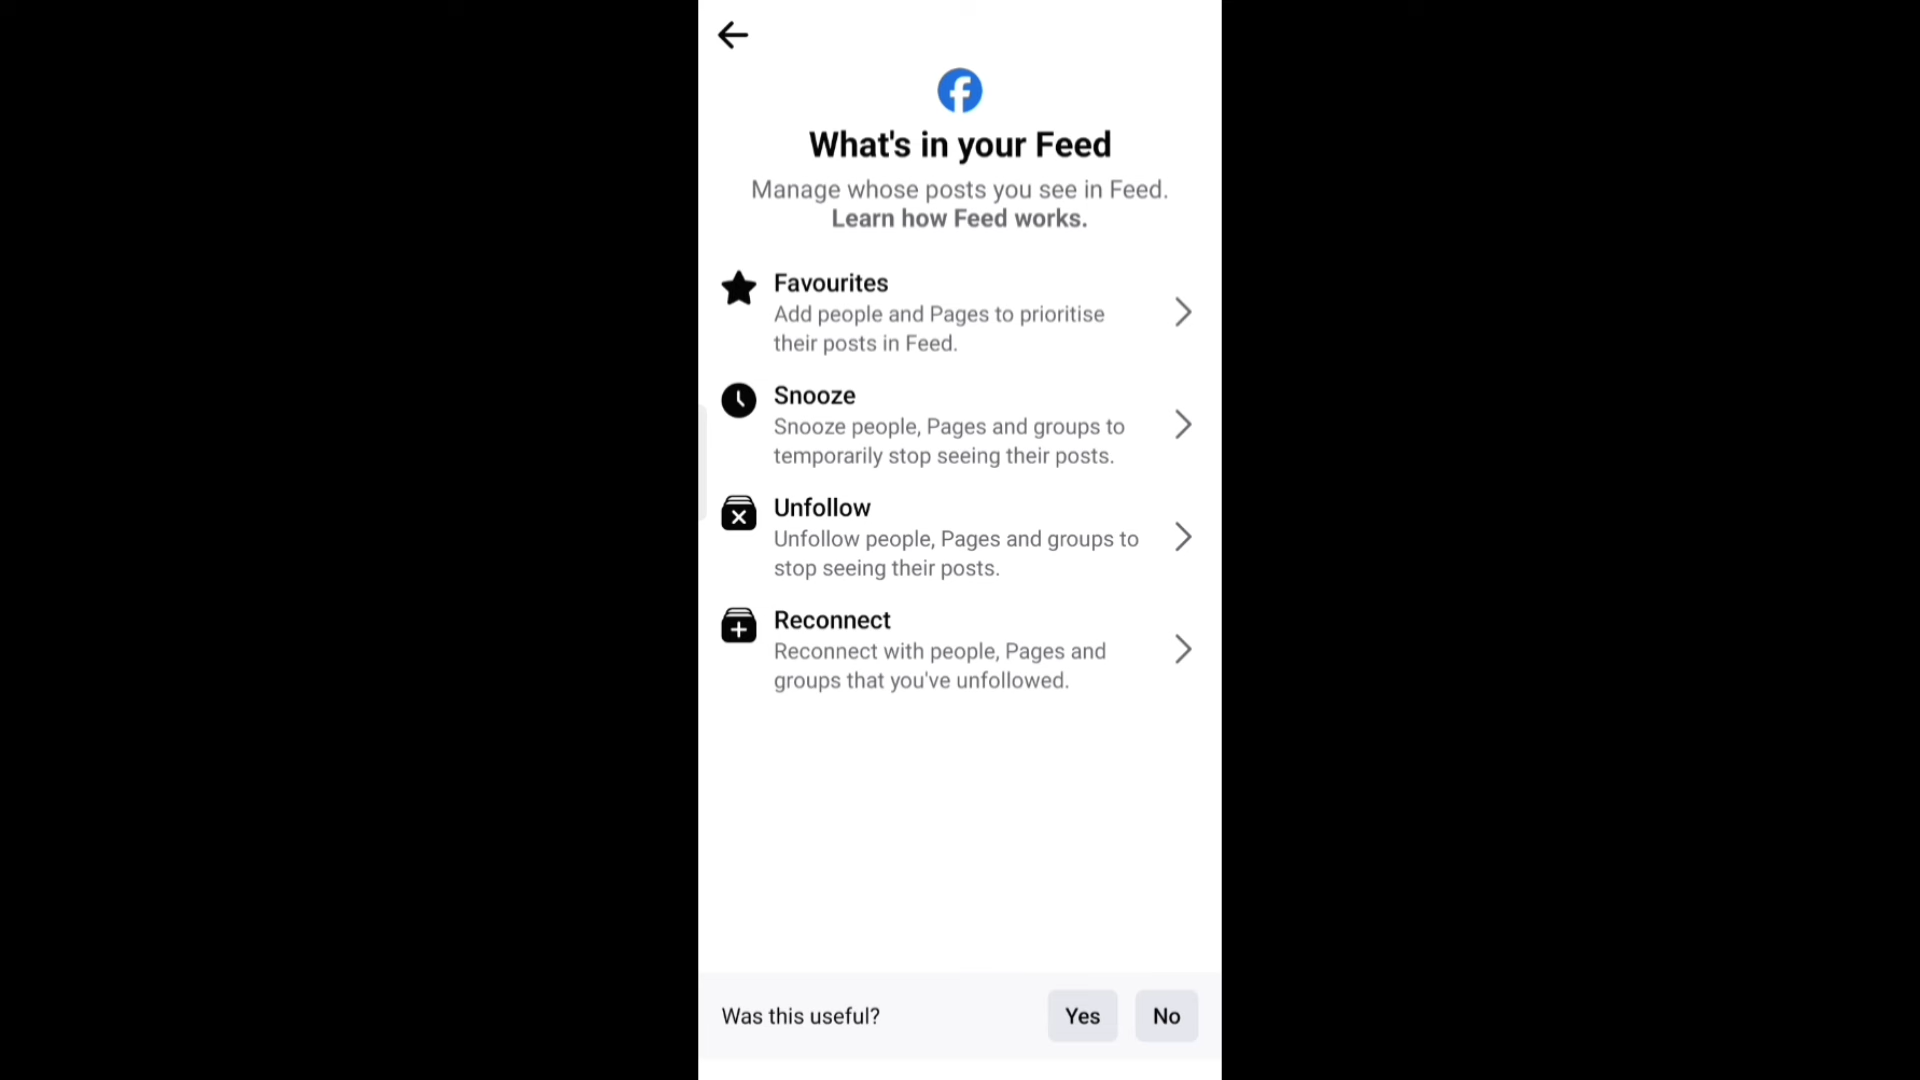 What's in your Feed
Manage whose posts you see in Feed.
Learn how Feed works.
Favourites
Add people and Pages to prioritise
their posts in Feed.
Snooze
Snooze people, Pages and groups to
temporarily stop seeing their posts.
Unfollow
Unfollow people, Pages and groups to
stop seeing their posts.
Reconnect
Reconnect with people, Pages and
groups that you've unfollowed.
Was this useful? Yes No